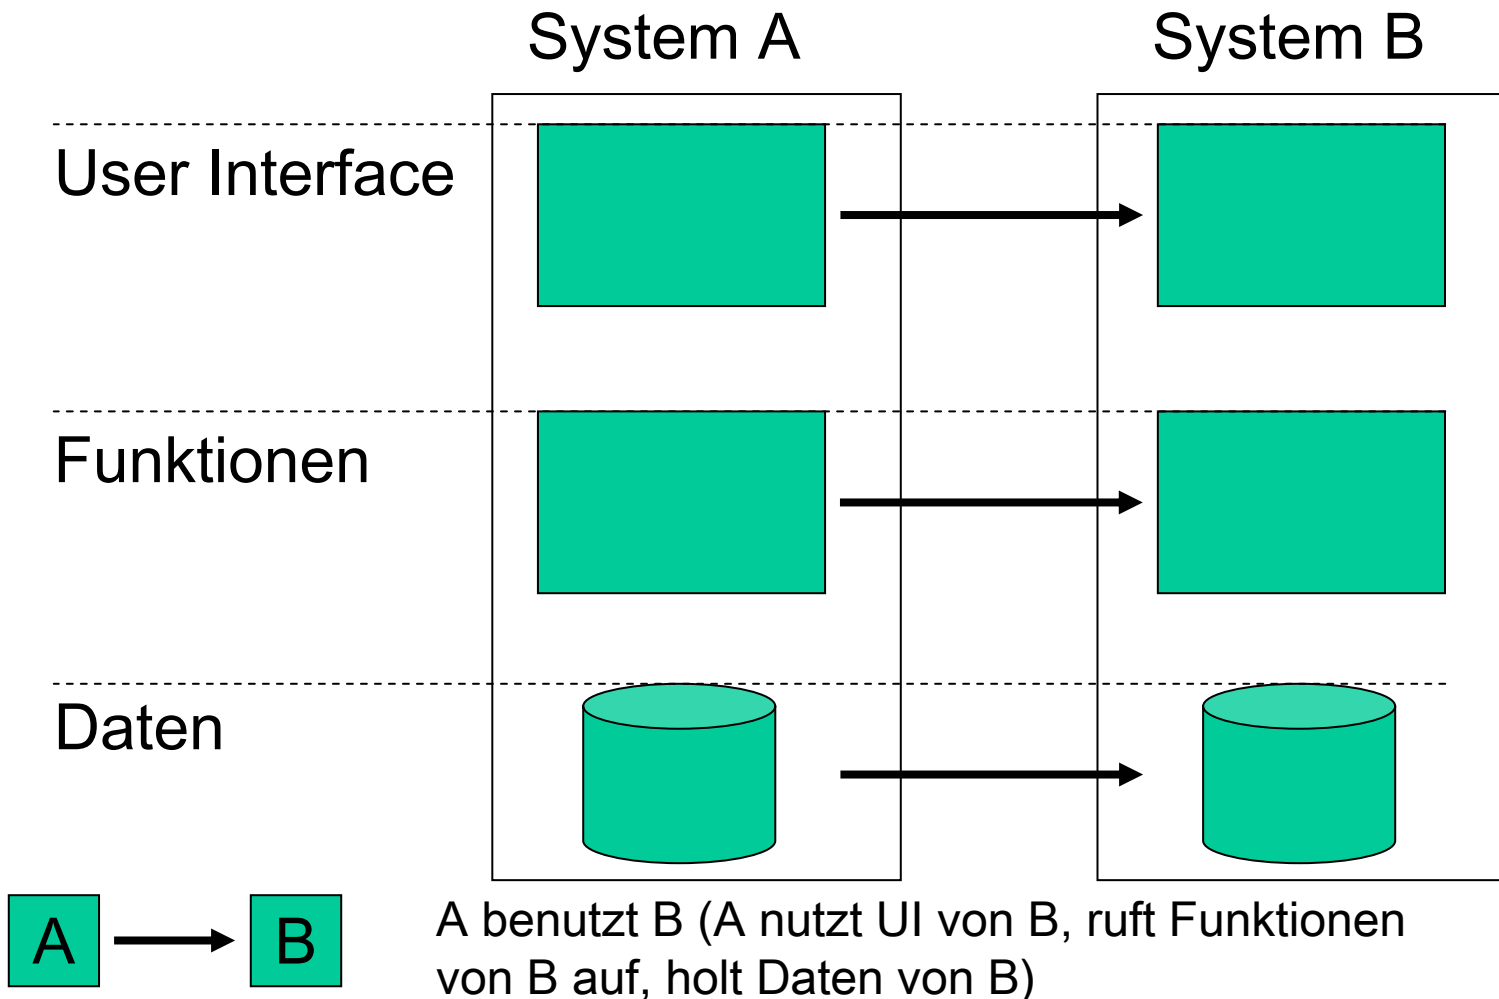 System A
System B
User Interface
Funktionen
Daten
A
B
A benutzt B (A nutzt UI von B, ruft Funktionen
von B auf, holt Daten von B)